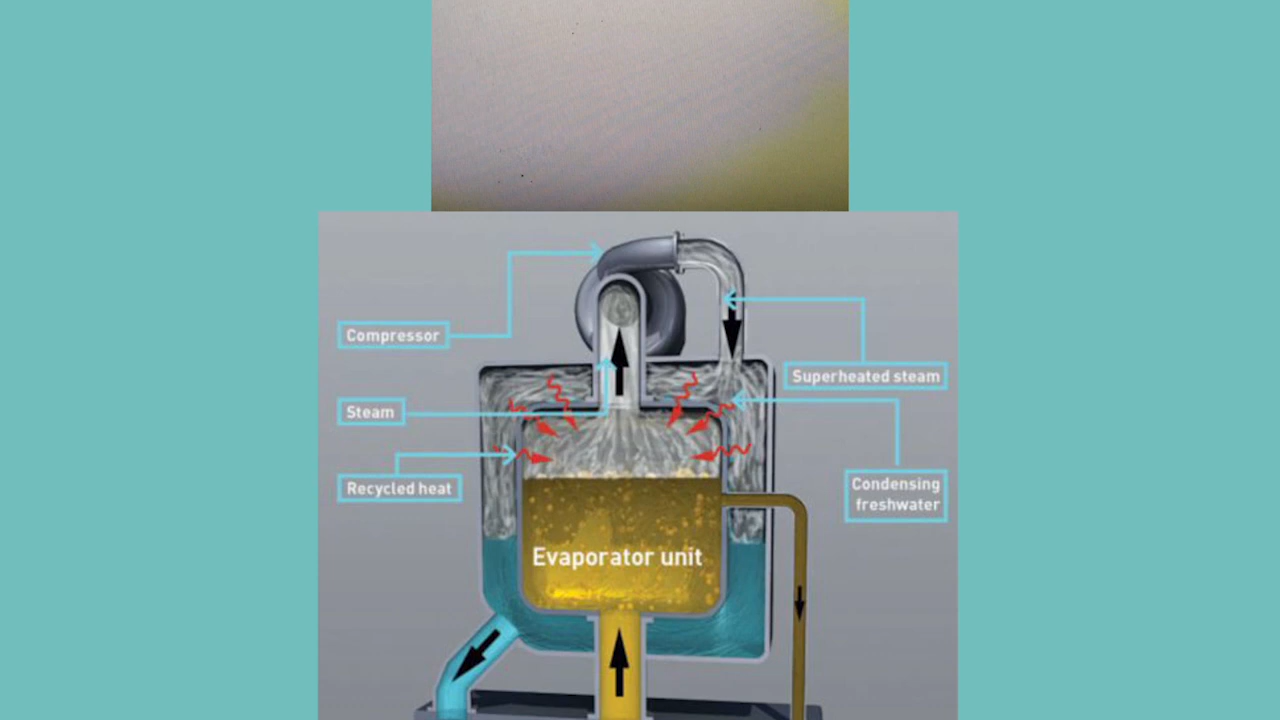 Compressor
Superheated steam
Steam
Recycled heat
Condensing
freshwater
Evaporator unit